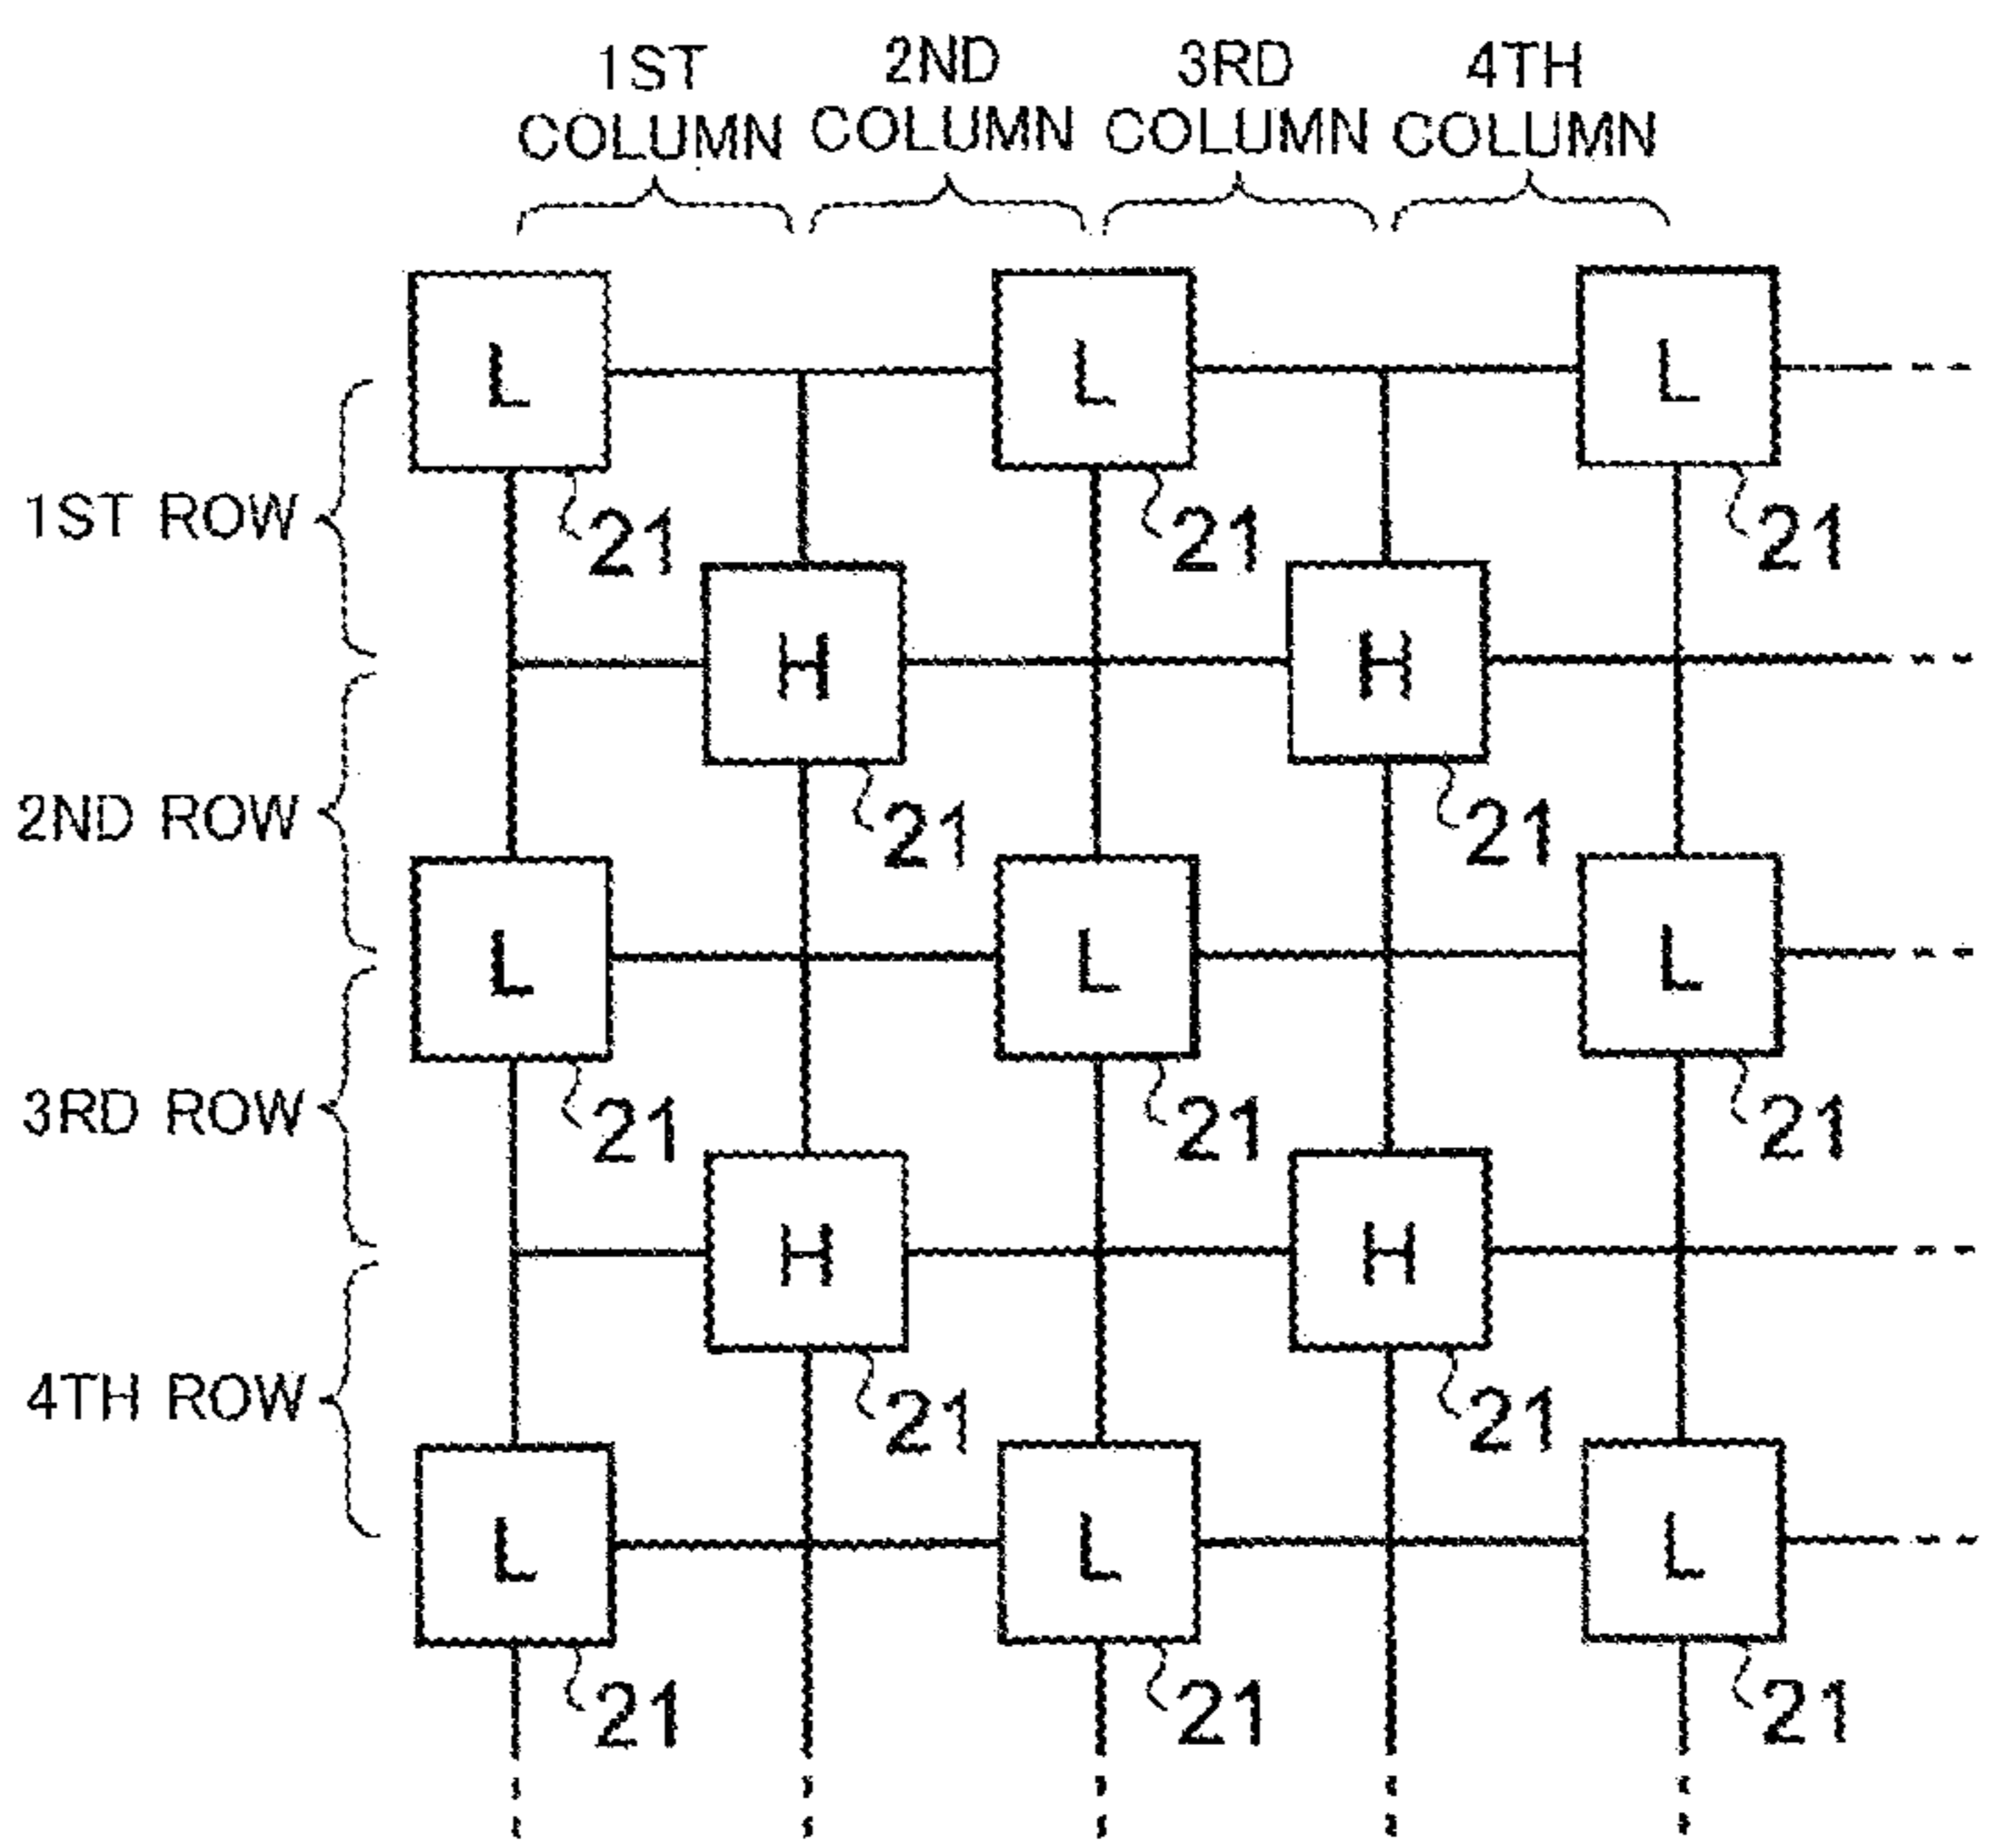 1ST COLUMN 2ND COLUMN 3RD COLUMN 4TH COLUMN
L L L
1ST ROW 21 21 21
H H
2ND ROW 21 21
L L L
3RD ROW 21 21 21
H H
4TH ROW 21 21
L L L
21 21 21